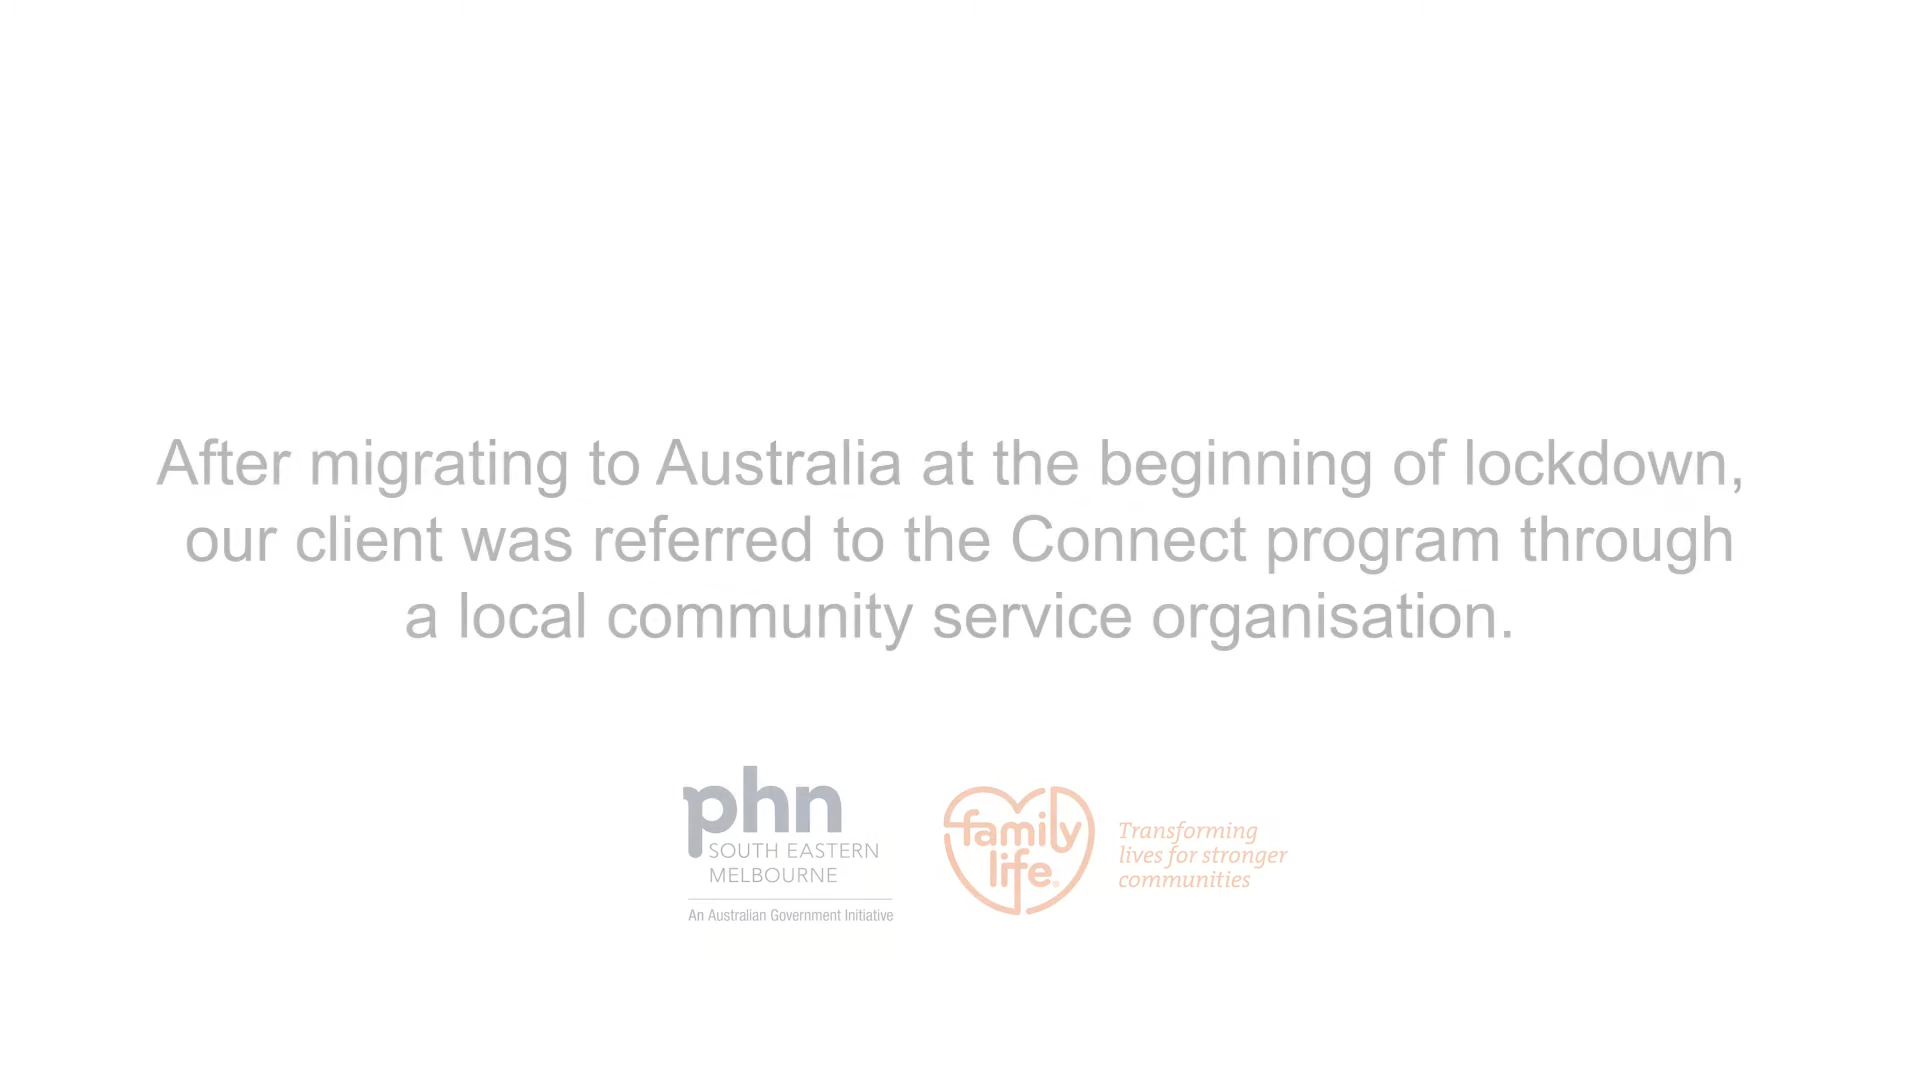 After migrating to Australia at the beginning of lockdown,
our client was referred to the Connect program through
a local community service organisation.
phn
SOUTH EASTERN
MELBOURNE
An Australian Government Initiative
family
life®
Transforming
lives for stronger
communities